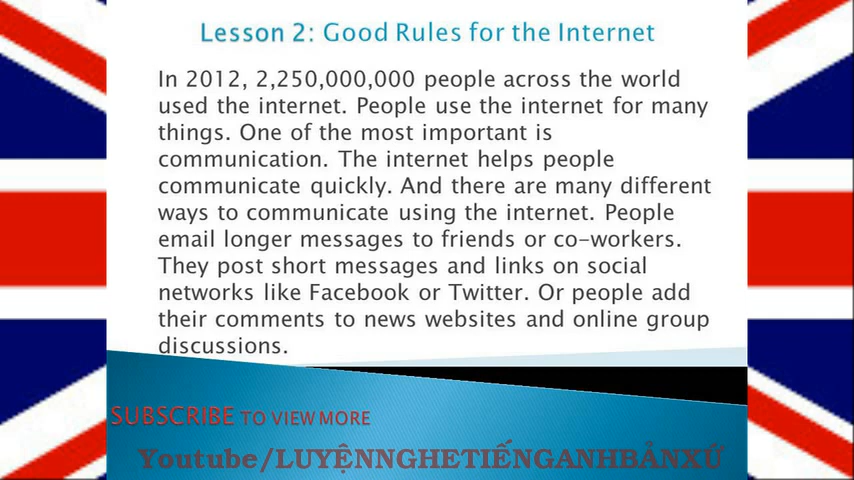 Lesson 2: Good Rules for the Internet
In 2012, 2,250,000,000 people across the world
used the internet. People use the internet for many
things. One of the most important is
communication. The internet helps people
communicate quickly. And there are many different
ways to communicate using the internet. People
email longer messages to friends or co-workers.
They post short messages and links on social
networks like Facebook or Twitter. Or people add
their comments to news websites and online group
discussions.
SUBSCRIBE TO VIEW MORE
Youtube/LUYỆNNGHETIẾNGANHBẢNXỨ